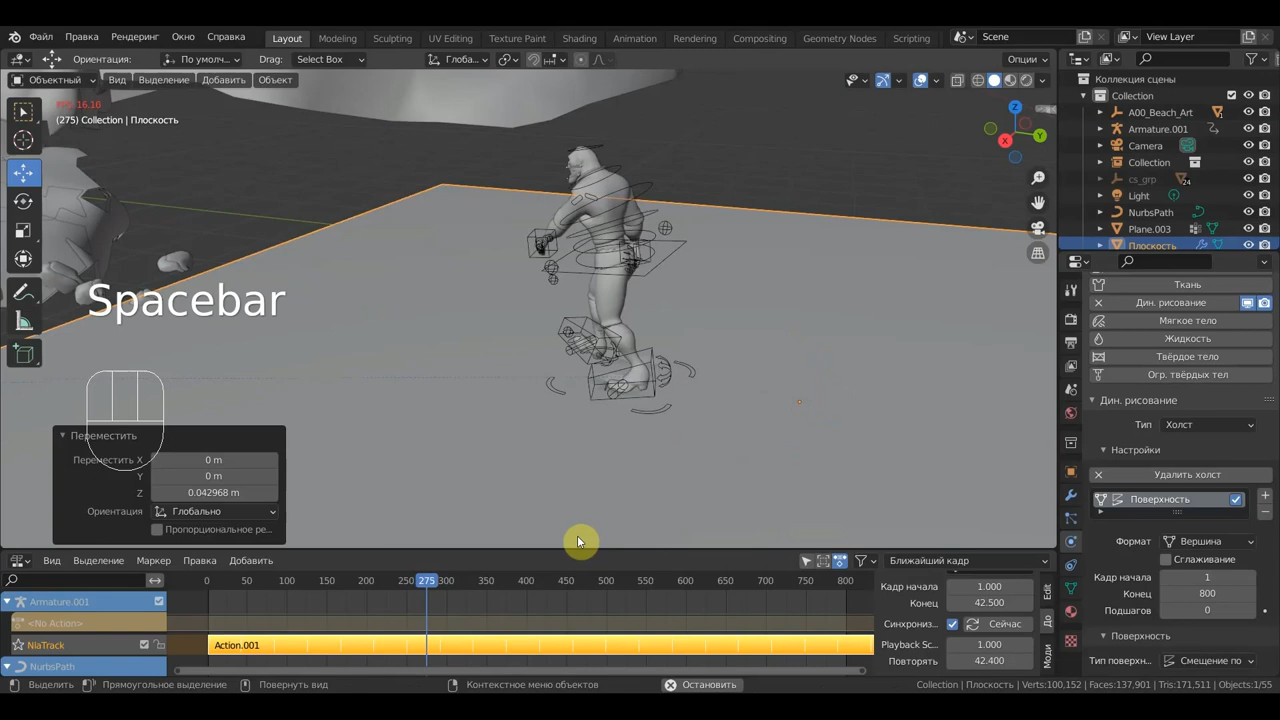 Файл Правка Рендеринг Окно Справка Layout Modeling Sculpting UV Editing Texture Paint Shading Animation Rendering Compositing Geometry Nodes Scripting Scene View Layer
Ориентация: По умолч... Drag: Select Box Глоба... Опции
Объектный Вид Выделение Добавить Объект
(275) Collection | Плоскость
Коллекция сцены
Collection
A00_Beach_Art
Armature.001
Camera
Collection
cs_grp 24
Light
NurbsPath
Plane.003
Плоскость
Z
Y
X
Spacebar
Переместить
Переместить X 0 m
Y 0 m
Z 0.042968 m
Ориентация Глобально
Пропорциональное ре...
Ткань
Дин. рисование
Мягкое тело
Жидкость
Твёрдое тело
Огр. твёрдых тел
Дин. рисование
Тип Холст
Настройки
Удалить холст
Поверхность
Формат Вершина
Сглаживание
Кадр начала 1
Конец 800
Подшагов 0
Поверхность
Тип поверхн... Смещение по
Вид Выделение Маркер Правка Добавить Ближайший кадр
0 50 100 150 200 250 275 300 350 400 450 500 550 600 650 700 750 800
Armature.001
<No Action>
NlaTrack Action.001
NurbsPath
Кадр начала 1.000
Конец 42.500
Синхрониз... Сейчас
Playback Sc... 1.000
Повторять 42.400
Edit
До
Моди
Выделить Прямоугольное выделение Повернуть вид Контекстное меню объектов Остановить Collection | Плоскость | Verts:100,152 | Faces:137,901 | Tris:171,511 | Objects:1/55